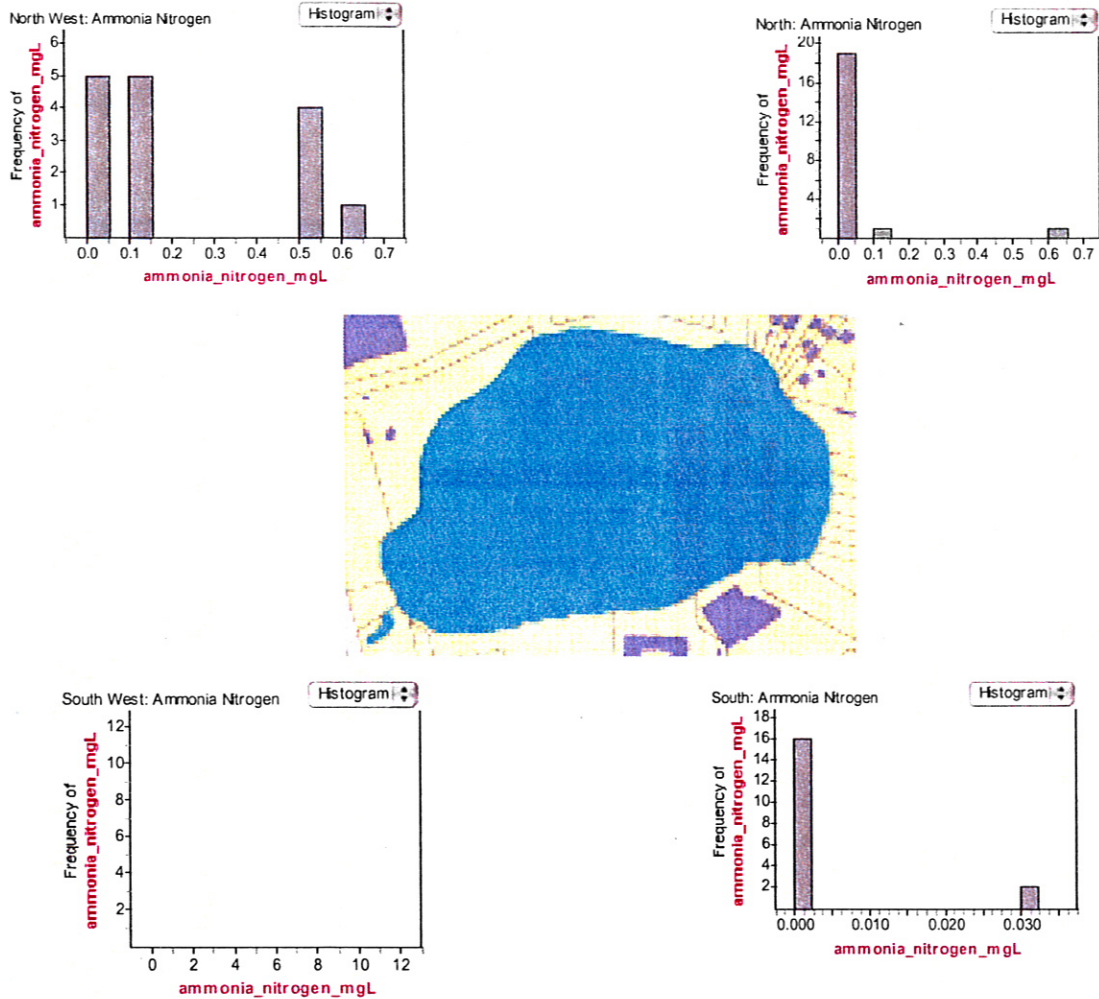 North West: Ammonia Nitrogen
Histogram
Frequency of
ammonia_nitrogen_mgL
6
5
4
3
2
1
0.0 0.1 0.2 0.3 0.4 0.5 0.6 0.7
ammonia_nitrogen_mgL
North: Ammonia Nitrogen
Histogram
Frequency of
ammonia_nitrogen_mgL
20
16
12
8
4
0.0 0.1 0.2 0.3 0.4 0.5 0.6 0.7
ammonia_nitrogen_mgL
South West: Ammonia Nitrogen
Histogram
Frequency of
ammonia_nitrogen_mgL
12
10
8
6
4
2
0 2 4 6 8 10 12
ammonia_nitrogen_mgL
South: Ammonia Nitrogen
Histogram
Frequency of
ammonia_nitrogen_mgL
18
16
14
12
10
8
6
4
2
0.000 0.010 0.020 0.030
ammonia_nitrogen_mgL